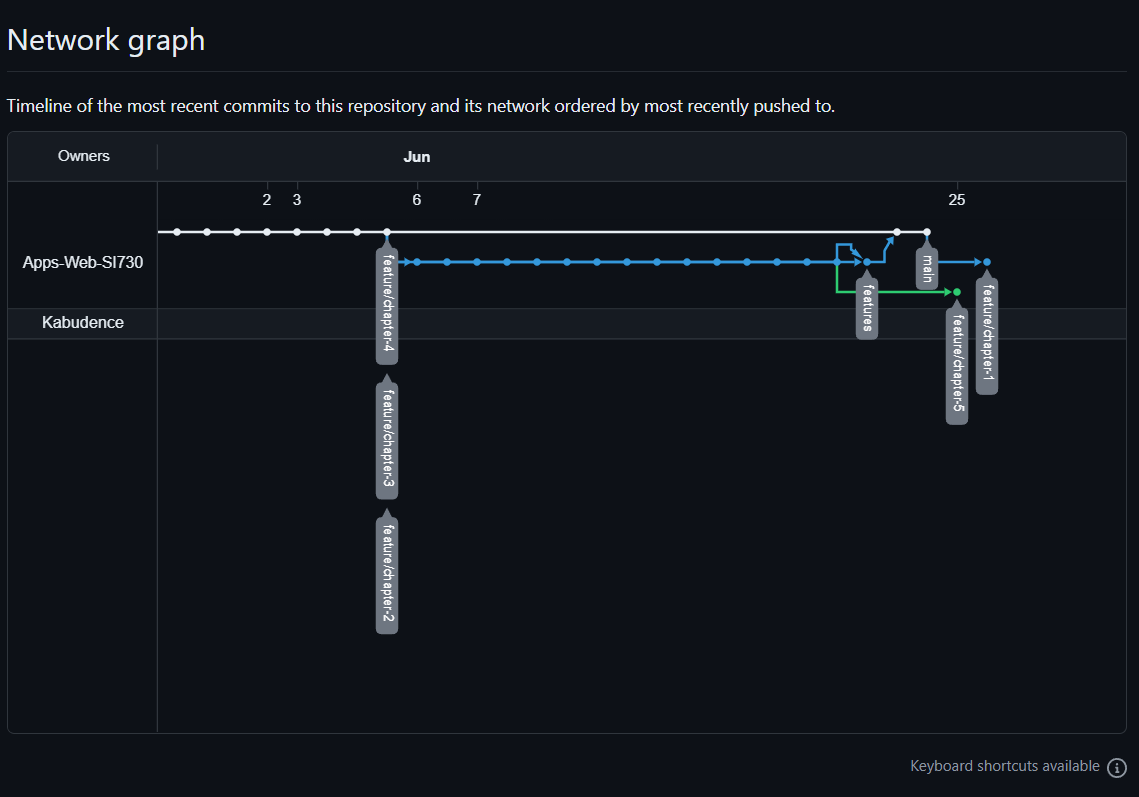 Network graph
Timeline of the most recent commits to this repository and its network ordered by most recently pushed to.
Owners
Jun
2 3 6 7 25
Apps-Web-SI730
Kabudence
feature/chapter-4
feature/chapter-3
feature/chapter-2
features
main
feature/chapter-5
feature/chapter-1
Keyboard shortcuts available